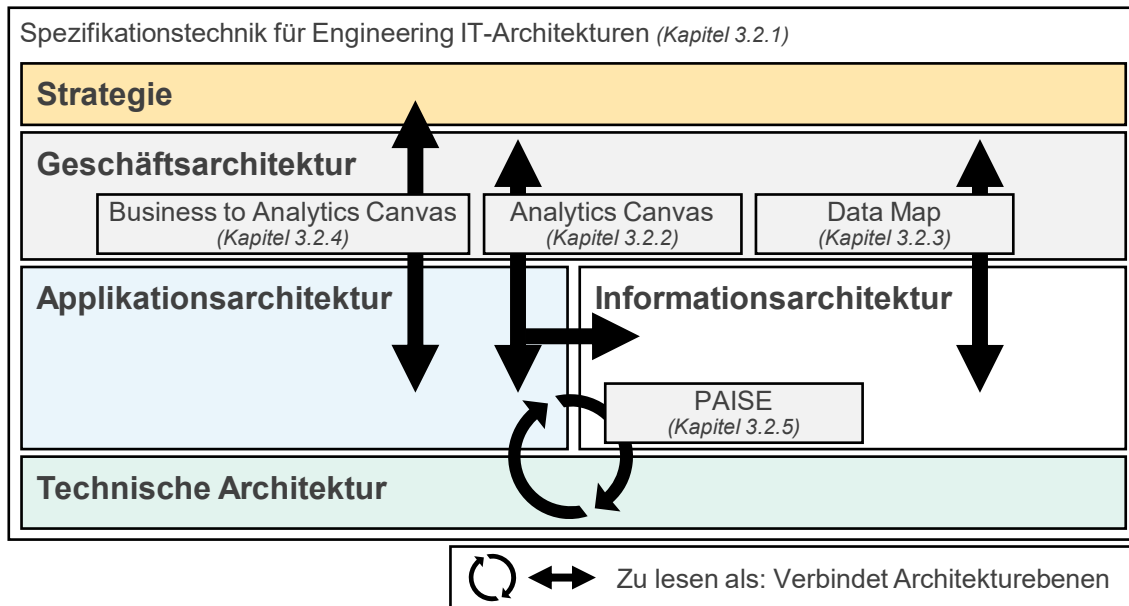 Spezifikationstechnik für Engineering IT-Architekturen (Kapitel 3.2.1)
Strategie
Geschäftsarchitektur
Business to Analytics Canvas
(Kapitel 3.2.4)
Analytics Canvas
(Kapitel 3.2.2)
Data Map
(Kapitel 3.2.3)
Applikationsarchitektur
Informationsarchitektur
PAISE
(Kapitel 3.2.5)
Technische Architektur
Zu lesen als: Verbindet Architekturebenen